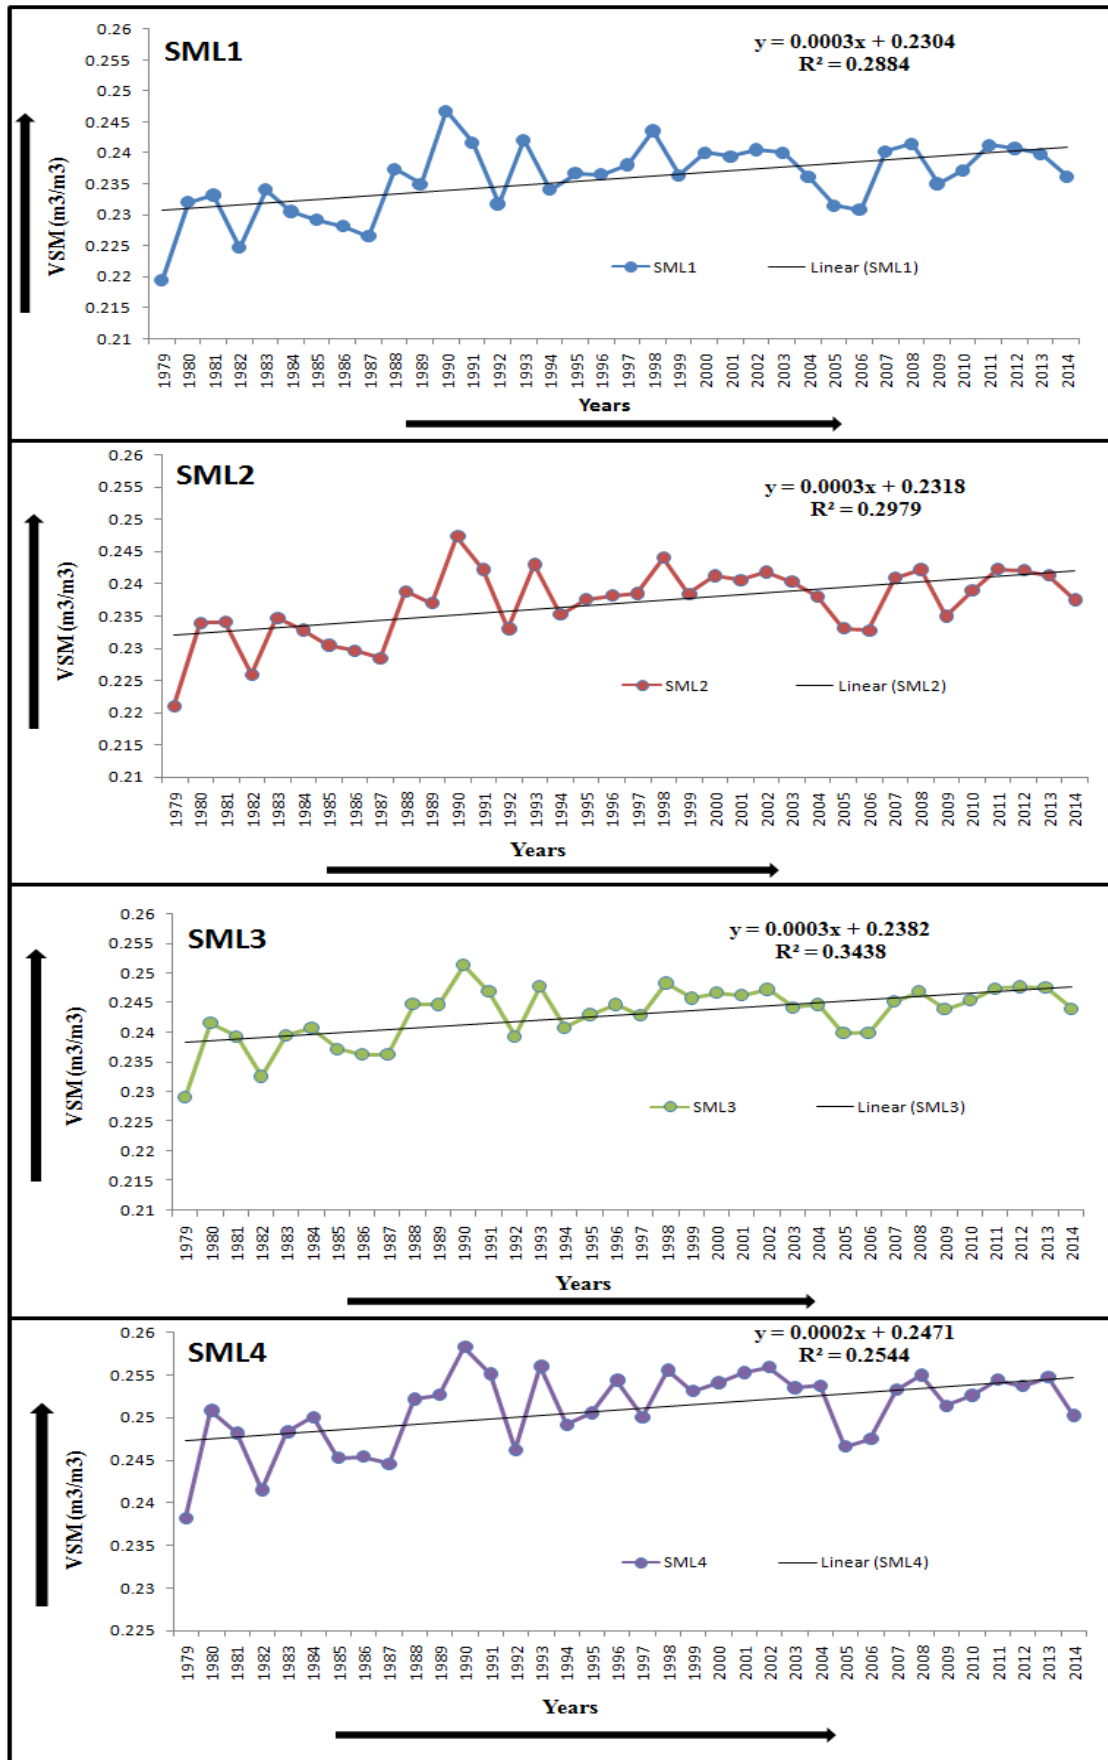 SML1
y = 0.0003x + 0.2304
R² = 0.2884
VSM (m3/m3)
0.26
0.255
0.25
0.245
0.24
0.235
0.23
0.225
0.22
0.215
0.21
SML1 Linear (SML1)
1979 1980 1981 1982 1983 1984 1985 1986 1987 1988 1989 1990 1991 1992 1993 1994 1995 1996 1997 1998 1999 2000 2001 2002 2003 2004 2005 2006 2007 2008 2009 2010 2011 2012 2013 2014
Years
SML2
y = 0.0003x + 0.2318
R² = 0.2979
VSM (m3/m3)
0.26
0.255
0.25
0.245
0.24
0.235
0.23
0.225
0.22
0.215
0.21
SML2 Linear (SML2)
1979 1980 1981 1982 1983 1984 1985 1986 1987 1988 1989 1990 1991 1992 1993 1994 1995 1996 1997 1998 1999 2000 2001 2002 2003 2004 2005 2006 2007 2008 2009 2010 2011 2012 2013 2014
Years
SML3
y = 0.0003x + 0.2382
R² = 0.3438
VSM (m3/m3)
0.26
0.255
0.25
0.245
0.24
0.235
0.23
0.225
0.22
0.215
0.21
SML3 Linear (SML3)
1979 1980 1981 1982 1983 1984 1985 1986 1987 1988 1989 1990 1991 1992 1993 1994 1995 1996 1997 1998 1999 2000 2001 2002 2003 2004 2005 2006 2007 2008 2009 2010 2011 2012 2013 2014
Years
SML4
y = 0.0002x + 0.2471
R² = 0.2544
VSM (m3/m3)
0.26
0.255
0.25
0.245
0.24
0.235
0.23
0.225
SML4 Linear (SML4)
1979 1980 1981 1982 1983 1984 1985 1986 1987 1988 1989 1990 1991 1992 1993 1994 1995 1996 1997 1998 1999 2000 2001 2002 2003 2004 2005 2006 2007 2008 2009 2010 2011 2012 2013 2014
Years